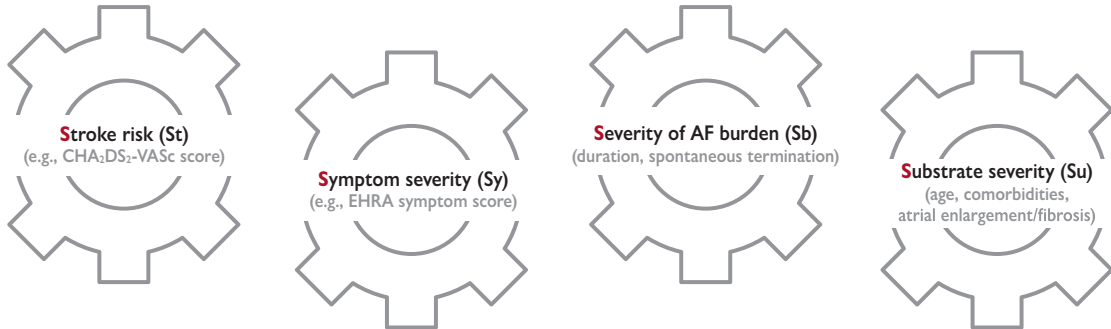 Stroke risk (St)
(e.g., CHA₂DS₂-VASc score)
Symptom severity (Sy)
(e.g., EHRA symptom score)
Severity of AF burden (Sb)
(duration, spontaneous termination)
Substrate severity (Su)
(age, comorbidities,
atrial enlargement/fibrosis)